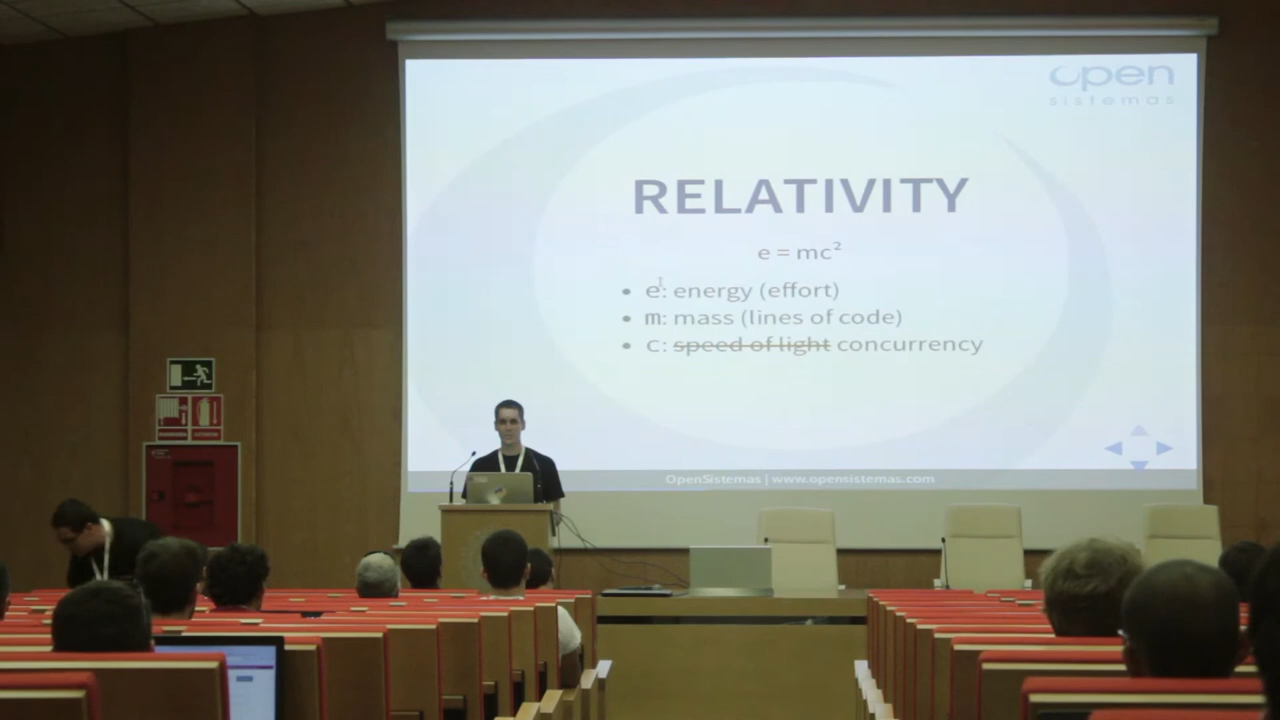 open
sistemas
RELATIVITY
e = mc²
e: energy (effort)
m: mass (lines of code)
c: speed of light concurrency
OpenSistemas | www.opensistemas.com